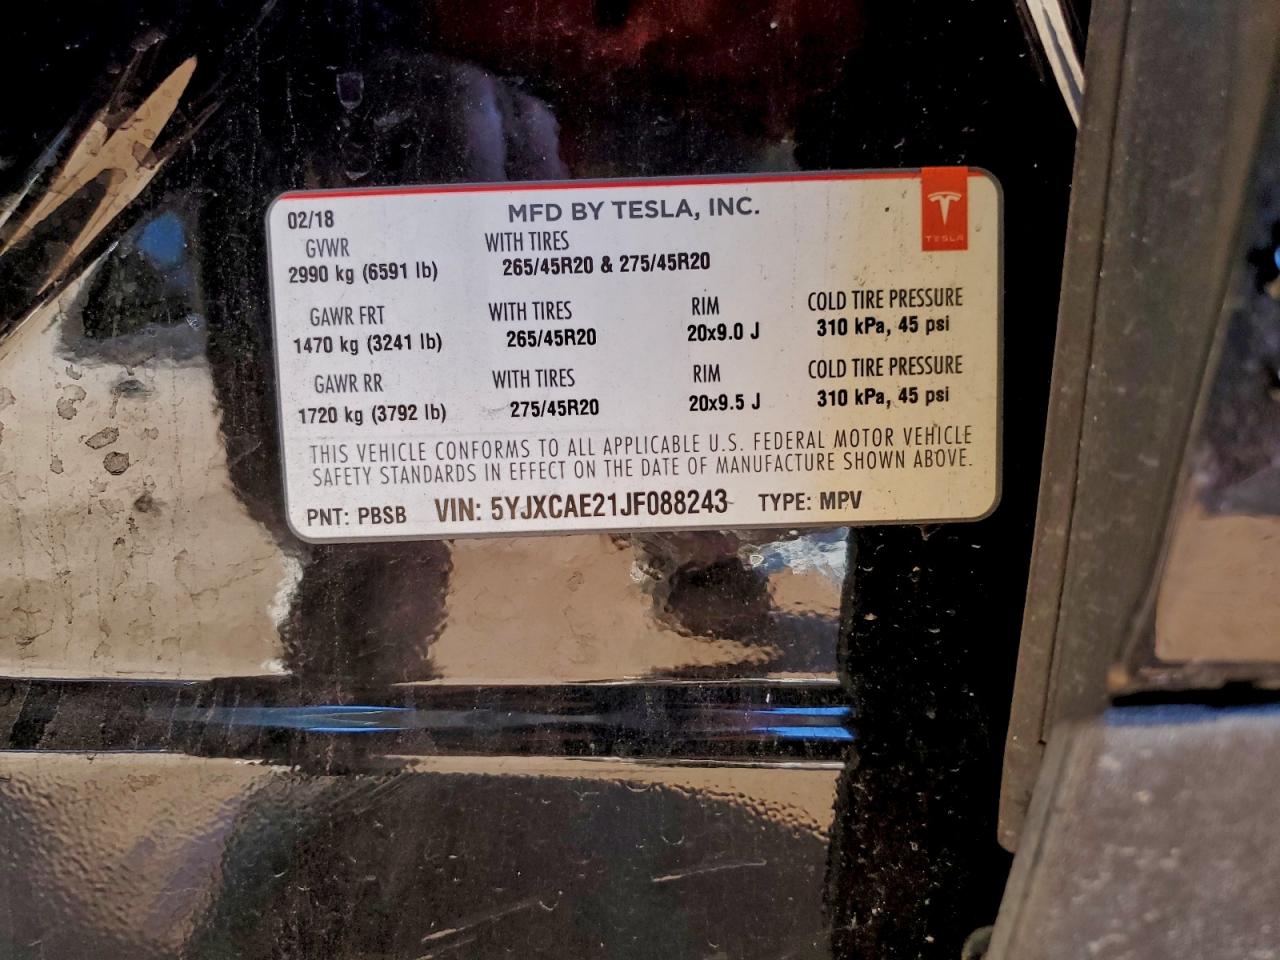 02/18 MFD BY TESLA, INC.
TESLA
GVWR WITH TIRES
2990 kg (6591 lb) 265/45R20 & 275/45R20
GAWR FRT WITH TIRES RIM COLD TIRE PRESSURE
1470 kg (3241 lb) 265/45R20 20x9.0 J 310 kPa, 45 psi
GAWR RR WITH TIRES RIM COLD TIRE PRESSURE
1720 kg (3792 lb) 275/45R20 20x9.5 J 310 kPa, 45 psi
THIS VEHICLE CONFORMS TO ALL APPLICABLE U.S. FEDERAL MOTOR VEHICLE
SAFETY STANDARDS IN EFFECT ON THE DATE OF MANUFACTURE SHOWN ABOVE.
PNT: PBSB VIN: 5YJXCAE21JF088243 TYPE: MPV